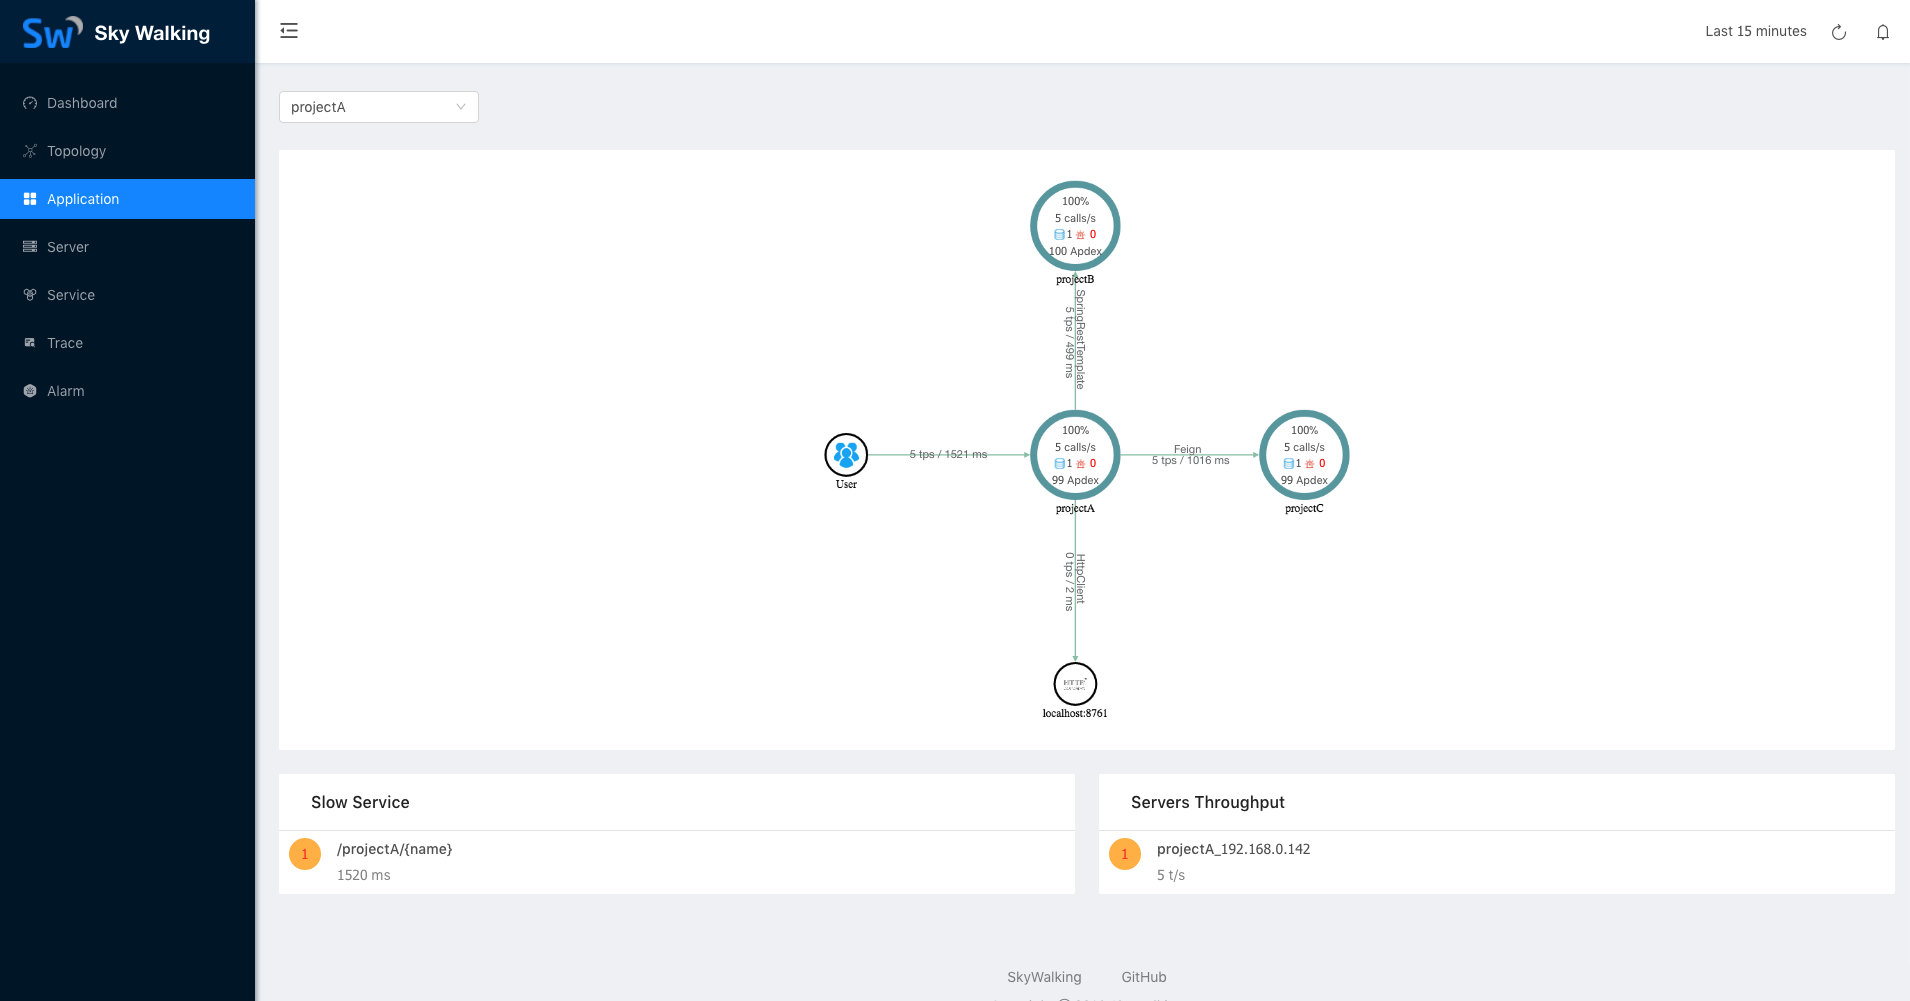 Sky Walking
Last 15 minutes
Dashboard
Topology
Application
Server
Service
Trace
Alarm
projectA
100%
5 calls/s
1 0
100 Apdex
projectB
SpringRestTemplate
5 tps / 499 ms
User
5 tps / 1521 ms
100%
5 calls/s
1 0
99 Apdex
projectA
Feign
5 tps / 1016 ms
100%
5 calls/s
1 0
99 Apdex
projectC
HttpClient
0 tps / 2 ms
HTTP
localhost:8761
Slow Service
1
/projectA/{name}
1520 ms
Servers Throughput
1
projectA_192.168.0.142
5 t/s
SkyWalking
GitHub